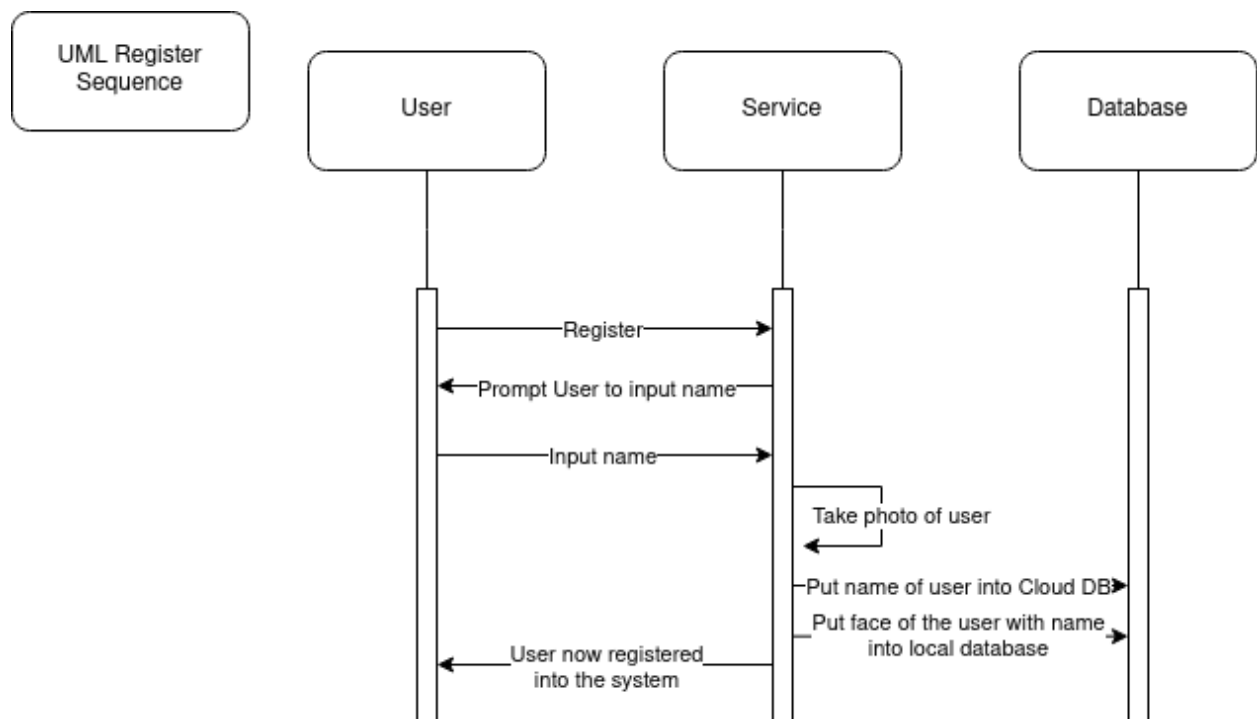 UML Register
Sequence
User
Service
Database
Register
Prompt User to input name
Input name
Take photo of user
Put name of user into Cloud DB
Put face of the user with name
into local database
User now registered
into the system